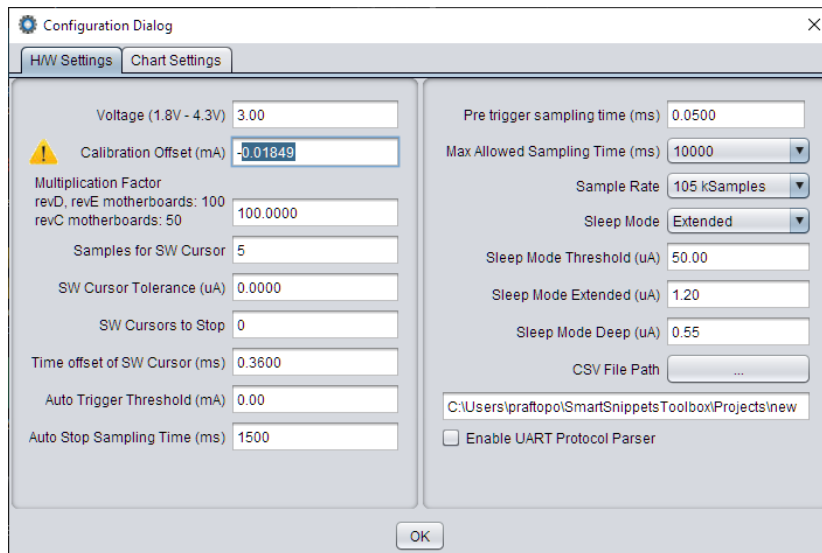 Configuration Dialog
H/W Settings
Chart Settings
Voltage (1.8V - 4.3V) 3.00
Calibration Offset (mA) -0.01849
Multiplication Factor
revD, revE motherboards: 100
revC motherboards: 50
100.0000
Samples for SW Cursor 5
SW Cursor Tolerance (uA) 0.0000
SW Cursors to Stop 0
Time offset of SW Cursor (ms) 0.3600
Auto Trigger Threshold (mA) 0.00
Auto Stop Sampling Time (ms) 1500
Pre trigger sampling time (ms) 0.0500
Max Allowed Sampling Time (ms) 10000
Sample Rate 105 kSamples
Sleep Mode Extended
Sleep Mode Threshold (uA) 50.00
Sleep Mode Extended (uA) 1.20
Sleep Mode Deep (uA) 0.55
CSV File Path ...
C:\Users\praftopo\SmartSnippetsToolbox\Projects\new
Enable UART Protocol Parser
OK